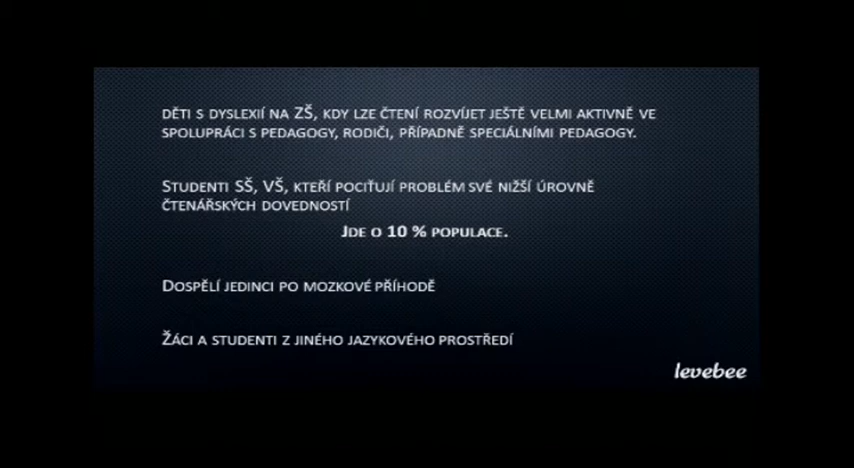 DĚTI S DYSLEXIÍ NA ZŠ, KDY LZE ČTENÍ ROZVÍJET JEŠTĚ VELMI AKTIVNĚ VE
SPOLUPRÁCI S PEDAGOGY, RODIČI, PŘÍPADNĚ SPECIÁLNÍMI PEDAGOGY.
STUDENTI SŠ, VŠ, KTEŘÍ POCIŤUJÍ PROBLÉM SVÉ NIŽŠÍ ÚROVNĚ
ČTENÁŘSKÝCH DOVEDNOSTÍ
JDE O 10 % POPULACE.
DOSPĚLÍ JEDINCI PO MOZKOVÉ PŘÍHODĚ
ŽÁCI A STUDENTI Z JINÉHO JAZYKOVÉHO PROSTŘEDÍ
levebee